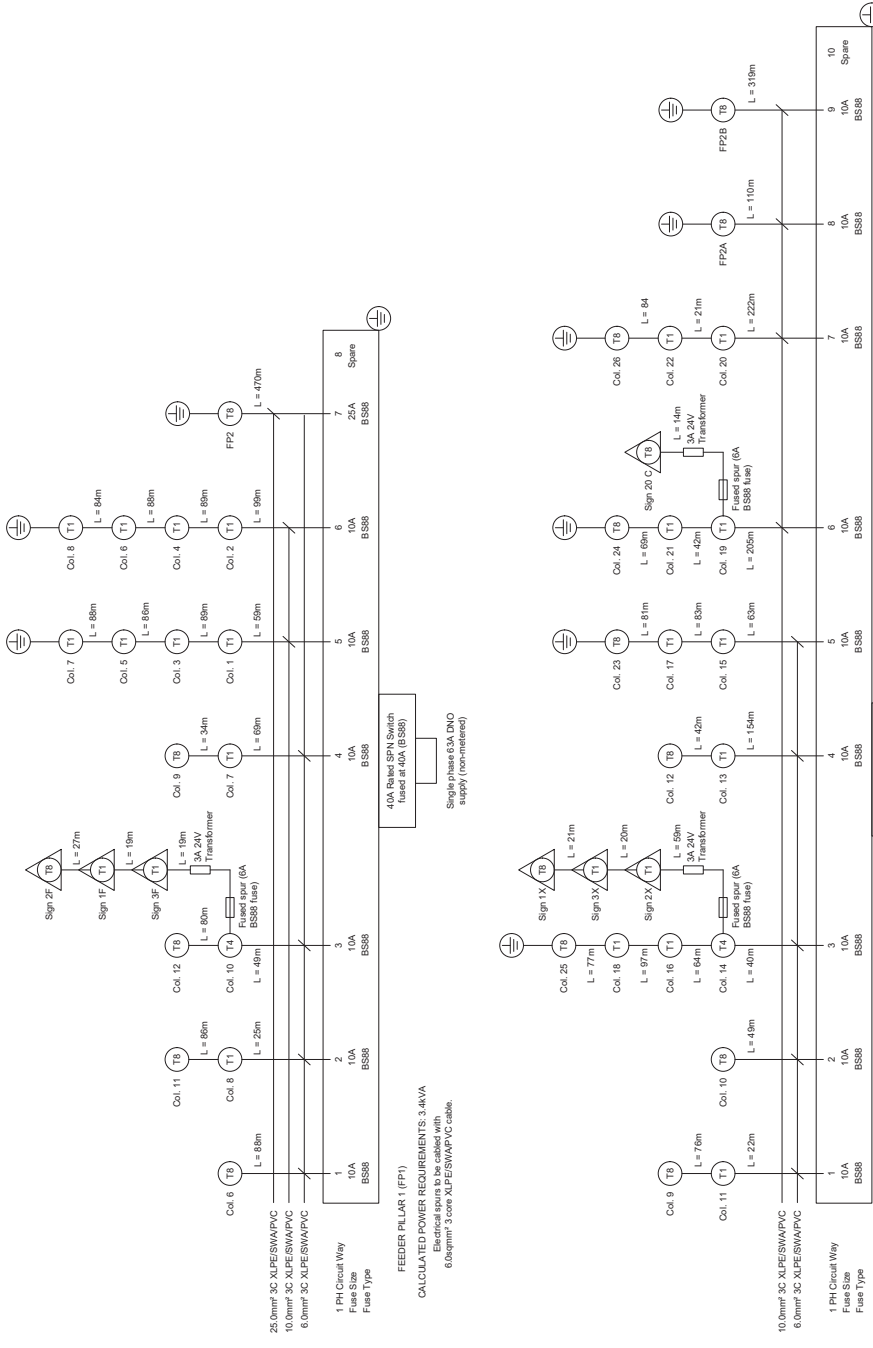 Sign 2F
T8
L = 27m
Sign 1F
T1
L = 19m
Sign 3F
T1
L = 19m
3A 24V
Transformer
Fused spur (6A
BS88 fuse)
Col. 6
T8
L = 88m
Col. 11
T8
L = 86m
Col. 8
T1
L = 25m
Col. 12
T8
L = 80m
Col. 10
T4
L = 49m
Col. 9
T8
L = 34m
Col. 7
T1
L = 69m
Col. 7
T1
L = 88m
Col. 5
T1
L = 86m
Col. 3
T1
L = 89m
Col. 1
T1
L = 59m
Col. 8
T1
L = 84m
Col. 6
T1
L = 88m
Col. 4
T1
L = 89m
Col. 2
T1
L = 99m
FP2
T8
L = 470m
25.0mm² 3C XLPE/SWA/PVC
10.0mm² 3C XLPE/SWA/PVC
6.0mm² 3C XLPE/SWA/PVC
1 PH Circuit Way 1 2 3 4 5 6 7 8
Fuse Size 10A 10A 10A 10A 10A 10A 25A Spare
Fuse Type BS88 BS88 BS88 BS88 BS88 BS88 BS88
40A Rated SPN Switch
fused at 40A (BS88)
Single phase 63A DNO
supply (non-metered)
FEEDER PILLAR 1 (FP1)
CALCULATED POWER REQUIREMENTS: 3.4kVA
Electrical spurs to be cabled with
6.0sqmm² 3 core XLPE/SWA/PVC cable.
Col. 9
T8
L = 76m
Col. 11
T1
L = 22m
Col. 10
T8
L = 49m
Col. 25
T8
L = 77m
Col. 18
T1
L = 97m
Col. 16
T1
L = 64m
Col. 14
T4
L = 40m
Sign 1X
T8
L = 21m
Sign 3X
T1
L = 20m
Sign 2X
T1
L = 59m
3A 24V
Transformer
Fused spur (6A
BS88 fuse)
Col. 12
T8
L = 42m
Col. 13
T1
L = 154m
Col. 23
T8
L = 81m
Col. 17
T1
L = 83m
Col. 15
T1
L = 63m
Col. 24
T8
L = 69m
Col. 21
T1
L = 42m
Col. 19
T1
L = 205m
Sign 20 C
T8
L = 14m
3A 24V
Transformer
Fused spur (6A
BS88 fuse)
Col. 26
T8
L = 84
Col. 22
T1
L = 21m
Col. 20
T1
L = 222m
FP2A
T8
L = 110m
FP2B
T8
L = 319m
10.0mm² 3C XLPE/SWA/PVC
6.0mm² 3C XLPE/SWA/PVC
1 PH Circuit Way 1 2 3 4 5 6 7 8 9 10
Fuse Size 10A 10A 10A 10A 10A 10A 10A 10A 10A Spare
Fuse Type BS88 BS88 BS88 BS88 BS88 BS88 BS88 BS88 BS88